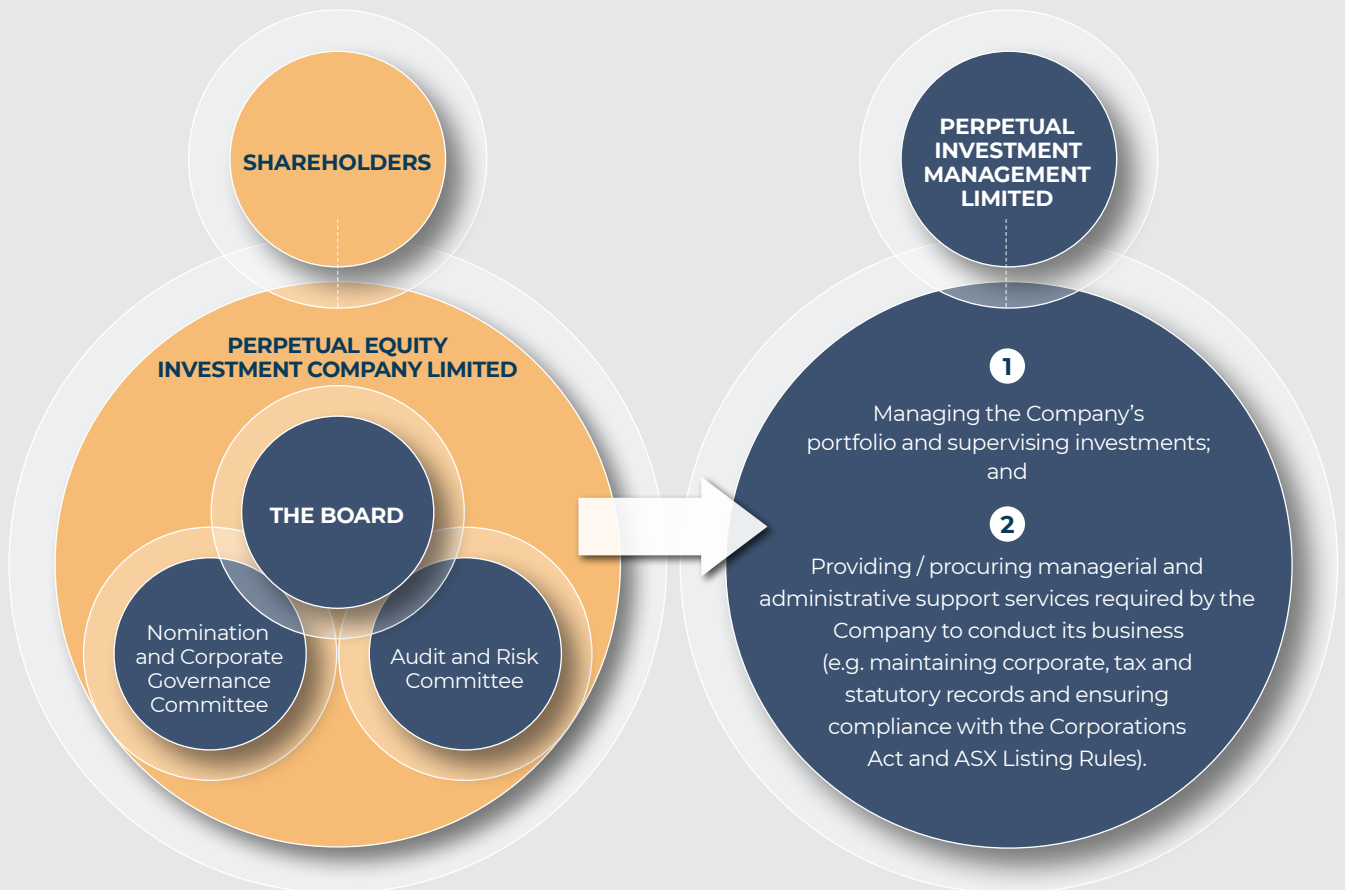 SHAREHOLDERS
PERPETUAL EQUITY
INVESTMENT COMPANY LIMITED
THE BOARD
Nomination
and Corporate
Governance
Committee
Audit and Risk
Committee
PERPETUAL
INVESTMENT
MANAGEMENT
LIMITED
1
Managing the Company’s
portfolio and supervising investments;
and
2
Providing / procuring managerial and
administrative support services required by the
Company to conduct its business
(e.g. maintaining corporate, tax and
statutory records and ensuring
compliance with the Corporations
Act and ASX Listing Rules).